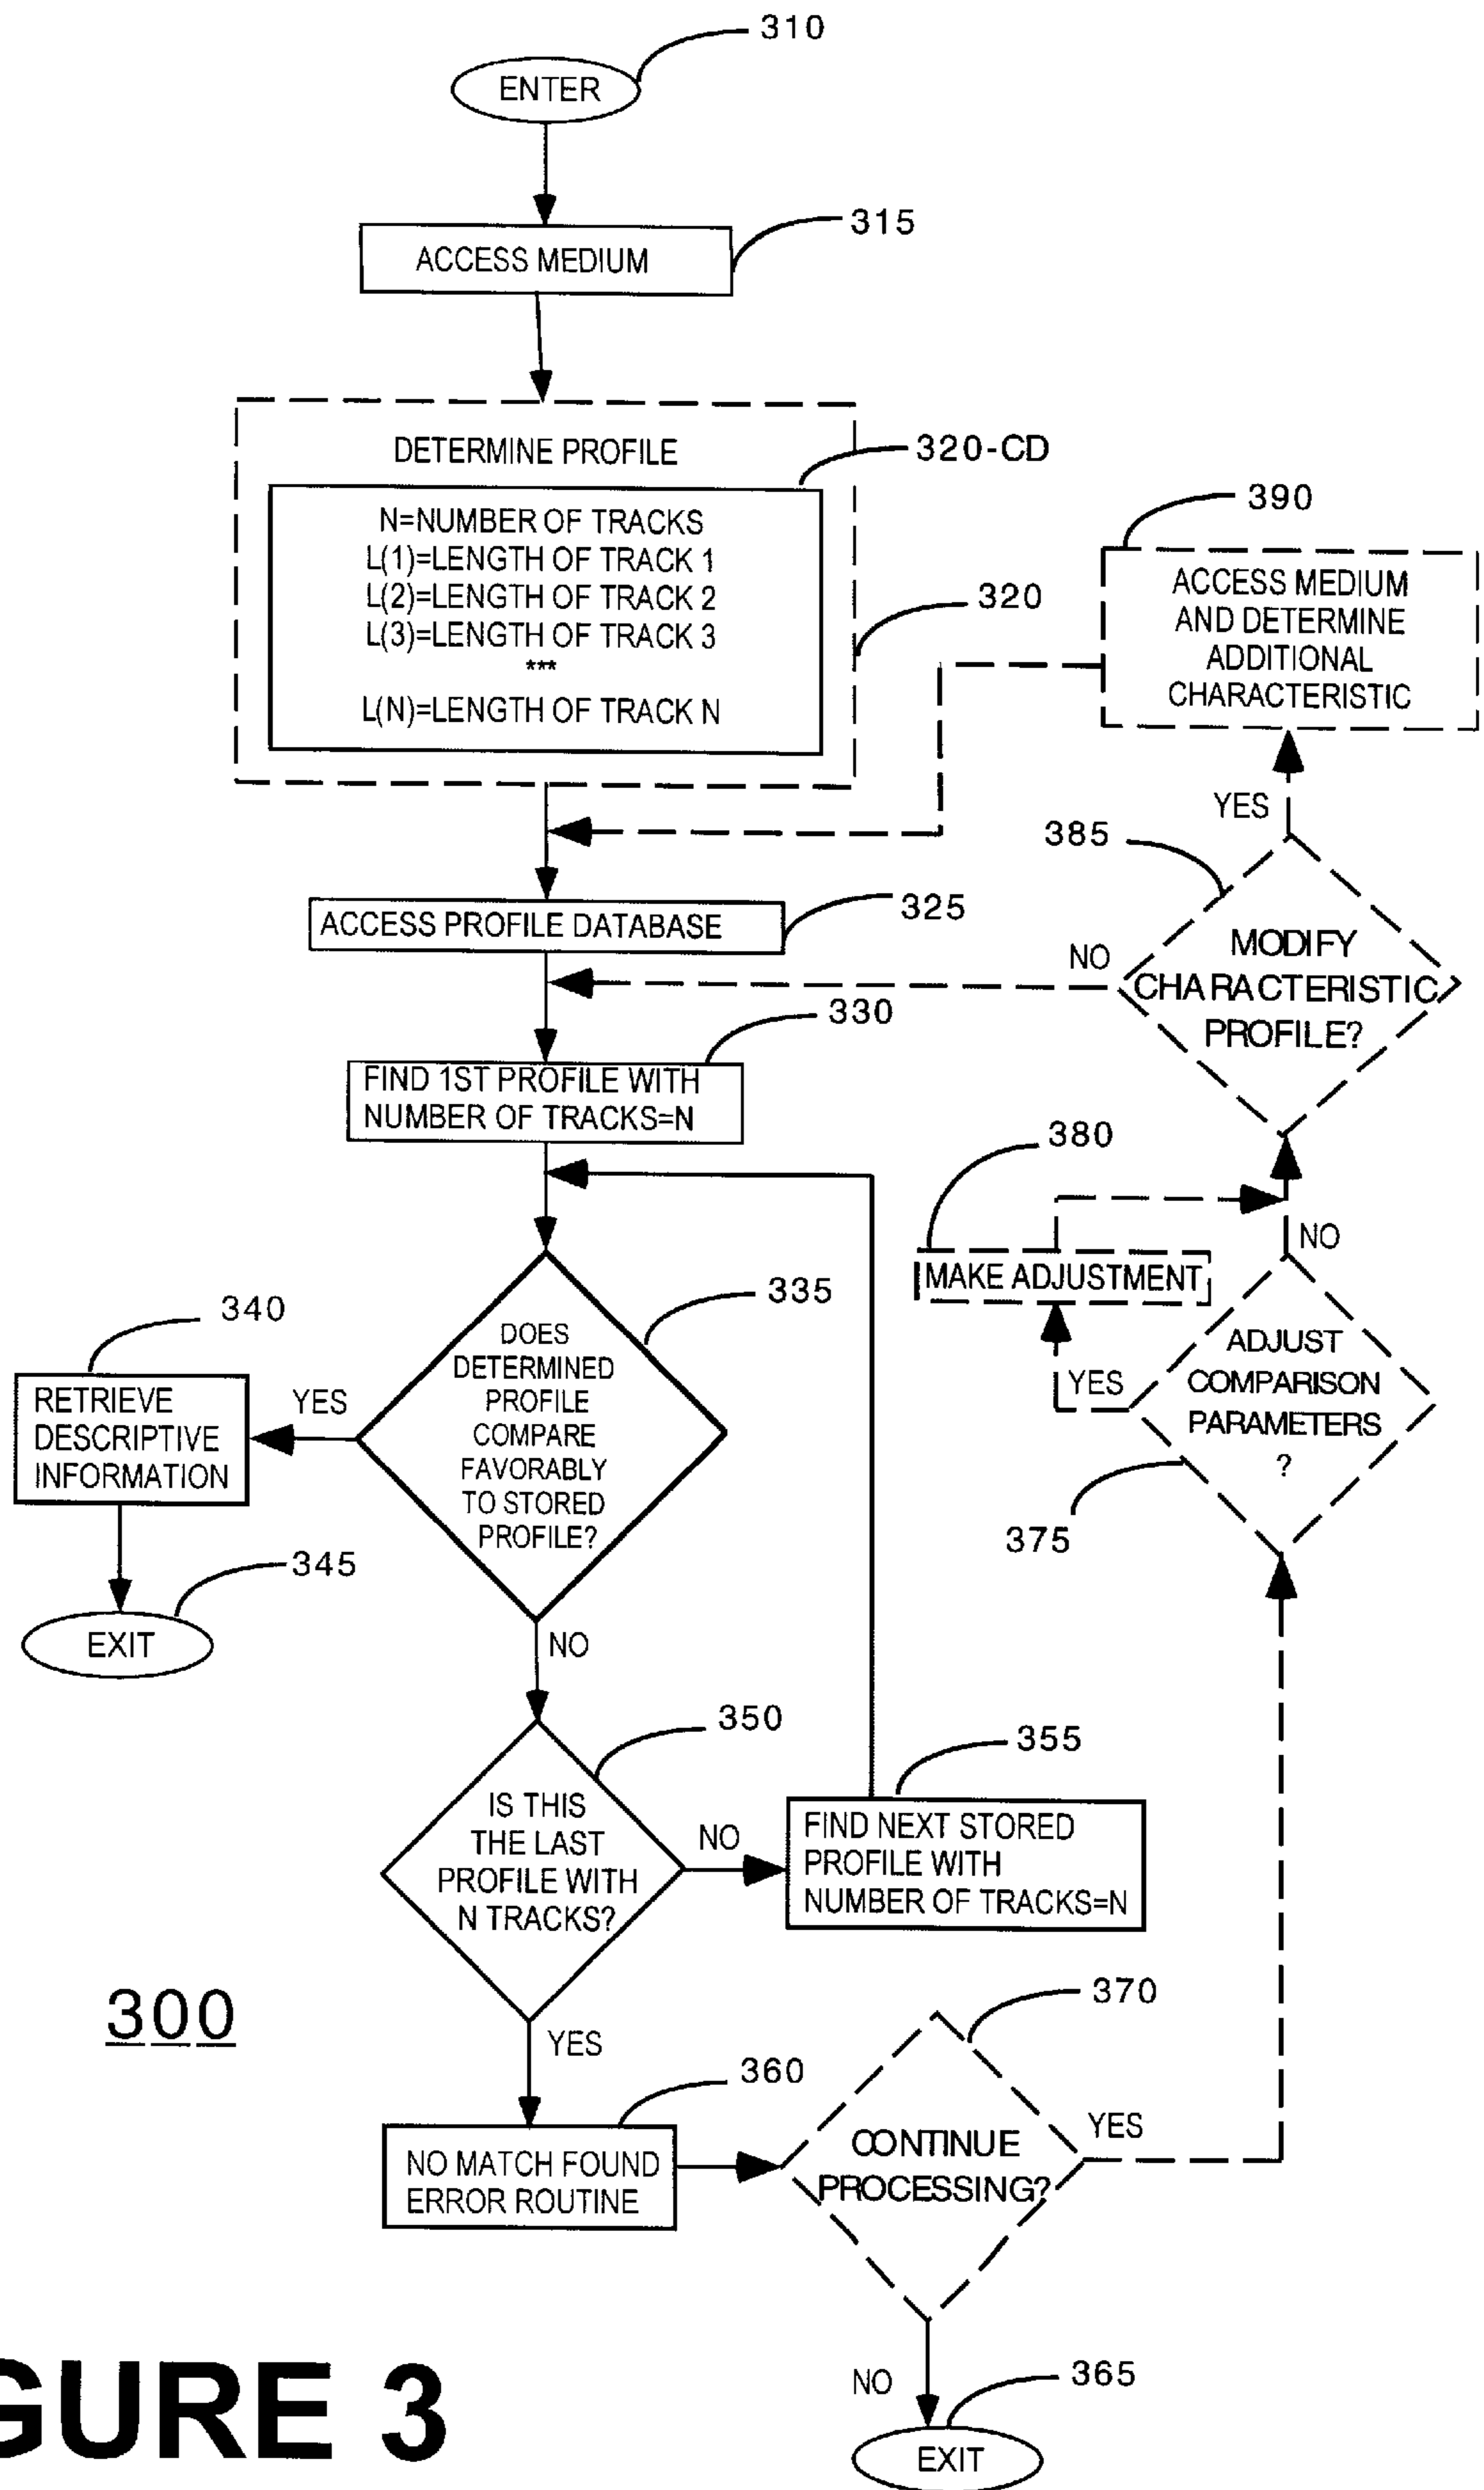 310
ENTER
315
ACCESS MEDIUM
DETERMINE PROFILE
320-CD
N=NUMBER OF TRACKS
L(1)=LENGTH OF TRACK 1
L(2)=LENGTH OF TRACK 2
L(3)=LENGTH OF TRACK 3
***
L(N)=LENGTH OF TRACK N
320
390
ACCESS MEDIUM
AND DETERMINE
ADDITIONAL
CHARACTERISTIC
YES
385
MODIFY
CHARACTERISTIC
PROFILE?
NO
325
ACCESS PROFILE DATABASE
330
FIND 1ST PROFILE WITH
NUMBER OF TRACKS=N
380
MAKE ADJUSTMENT
NO
YES
ADJUST
COMPARISON
PARAMETERS
?
375
335
DOES
DETERMINED
PROFILE
COMPARE
FAVORABLY
TO STORED
PROFILE?
340
YES
RETRIEVE
DESCRIPTIVE
INFORMATION
345
EXIT
NO
350
IS THIS
THE LAST
PROFILE WITH
N TRACKS?
NO
355
FIND NEXT STORED
PROFILE WITH
NUMBER OF TRACKS=N
300
YES
360
NO MATCH FOUND
ERROR ROUTINE
370
CONTINUE
PROCESSING?
YES
NO
365
EXIT
GURE 3